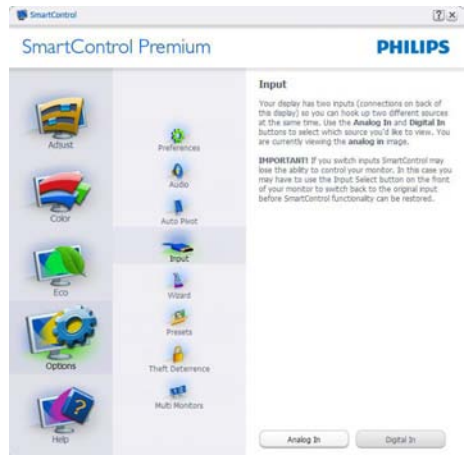 SmartControl
SmartControl Premium
PHILIPS
Adjust
Color
Eco
Options
Help
Preferences
Audio
Auto Pivot
Input
Wizard
Presets
Theft Deterrence
Multi Monitors
Input
Your display has two inputs (connections on back of
this display) so you can hook up two different sources
at the same time. Use the Analog In and Digital In
buttons to select which source you'd like to view. You
are currently viewing the analog in image.
IMPORTANT! If you switch inputs SmartControl may
lose the ability to control your monitor. In this case you
may have to use the Input Select button on the front
of your monitor to switch back to the original input
before SmartControl functionality can be restored.
Analog In
Digital In